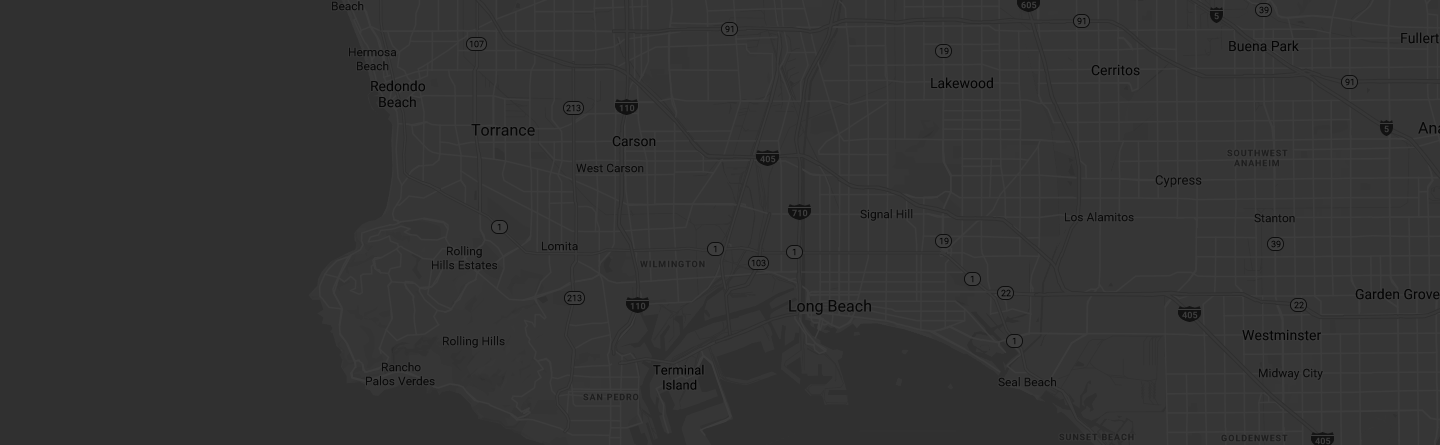 Beach
605
5
39
91
91
107
19
Buena Park
Fullert
Hermosa
Beach
Cerritos
Redondo
Beach
Lakewood
91
213
110
Torrance
Carson
5
Ana
405
West Carson
SOUTHWEST
ANAHEIM
Cypress
710
Signal Hill
Los Alamitos
Stanton
1
Lomita
1
103
1
19
39
Rolling
Hills Estates
WILMINGTON
1
22
213
110
Long Beach
405
22
Garden Grove
Westminster
Rolling Hills
1
Rancho
Palos Verdes
Terminal
Island
Midway City
Seal Beach
SAN PEDRO
SUNSET BEACH
GOLDENWEST
405